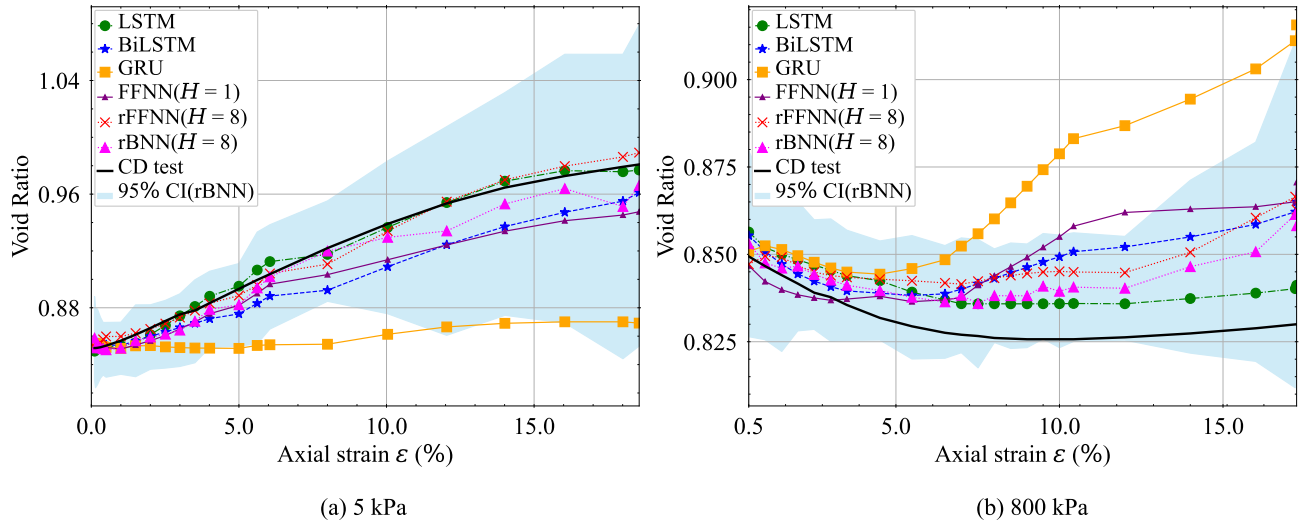 LSTM
BiLSTM
GRU
FFNN(H = 1)
rFFNN(H = 8)
rBNN(H = 8)
CD test
95% CI(rBNN)
1.04
0.96
0.88
Void Ratio
0.0 5.0 10.0 15.0
Axial strain ε (%)
(a) 5 kPa
LSTM
BiLSTM
GRU
FFNN(H = 1)
rFFNN(H = 8)
rBNN(H = 8)
CD test
95% CI(rBNN)
0.900
0.875
0.850
0.825
Void Ratio
0.5 5.0 10.0 15.0
Axial strain ε (%)
(b) 800 kPa